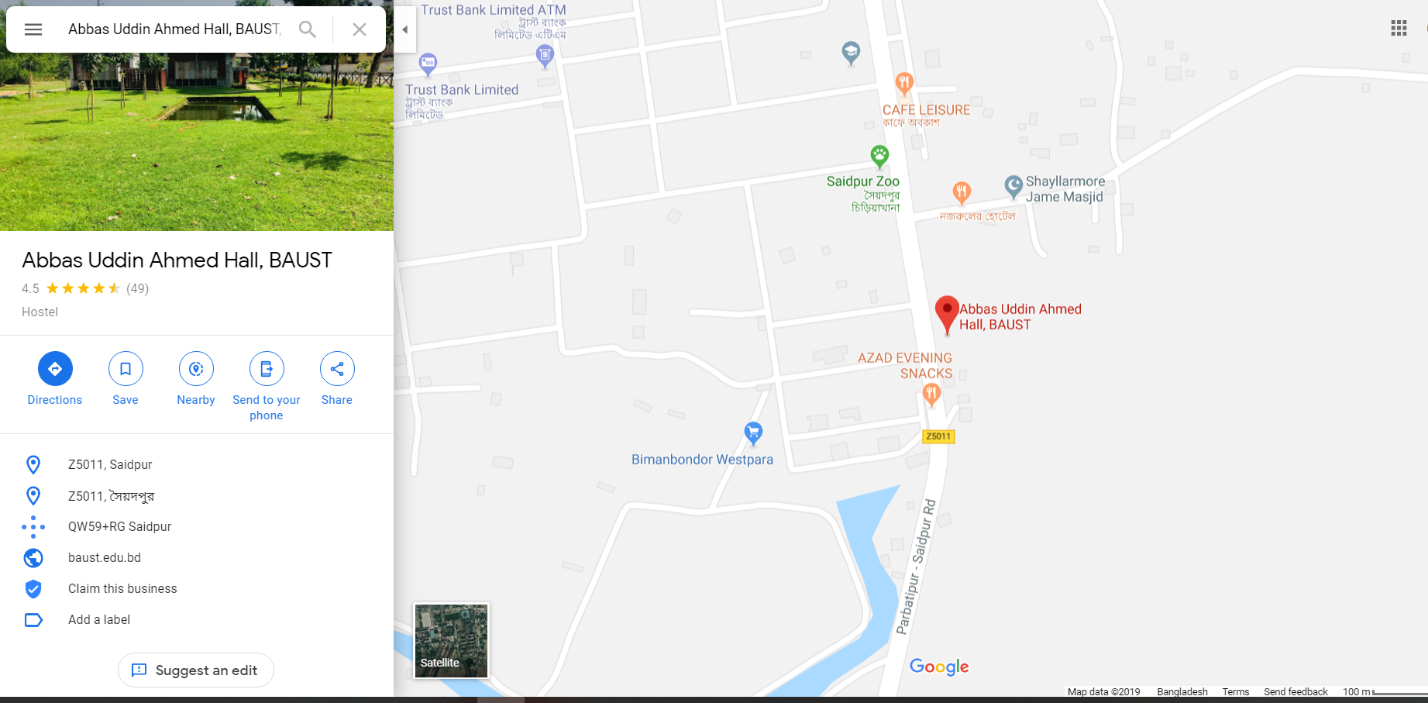 Abbas Uddin Ahmed Hall, BAUST,
Abbas Uddin Ahmed Hall, BAUST
4.5 (49)
Hostel
Directions
Save
Nearby
Send to your
phone
Share
Z5011, Saidpur
Z5011, সৈয়দপুর
QW59+RG Saidpur
baust.edu.bd
Claim this business
Add a label
Suggest an edit
Trust Bank Limited ATM
ট্রাস্ট ব্যাংক
লিমিটেড এটিএম
Trust Bank Limited
ট্রাস্ট ব্যাংক
লিমিটেড
CAFE LEISURE
কাফে অবকাশ
Saidpur Zoo
সৈয়দপুর
চিড়িয়াখানা
Shayllarmore
Jame Masjid
নজরুলের হোটেল
Abbas Uddin Ahmed
Hall, BAUST
AZAD EVENING
SNACKS
Z5011
Bimanbondor Westpara
Parbatipur - Saidpur Rd
Satellite
Google
Map data ©2019 Bangladesh Terms Send feedback 100 m